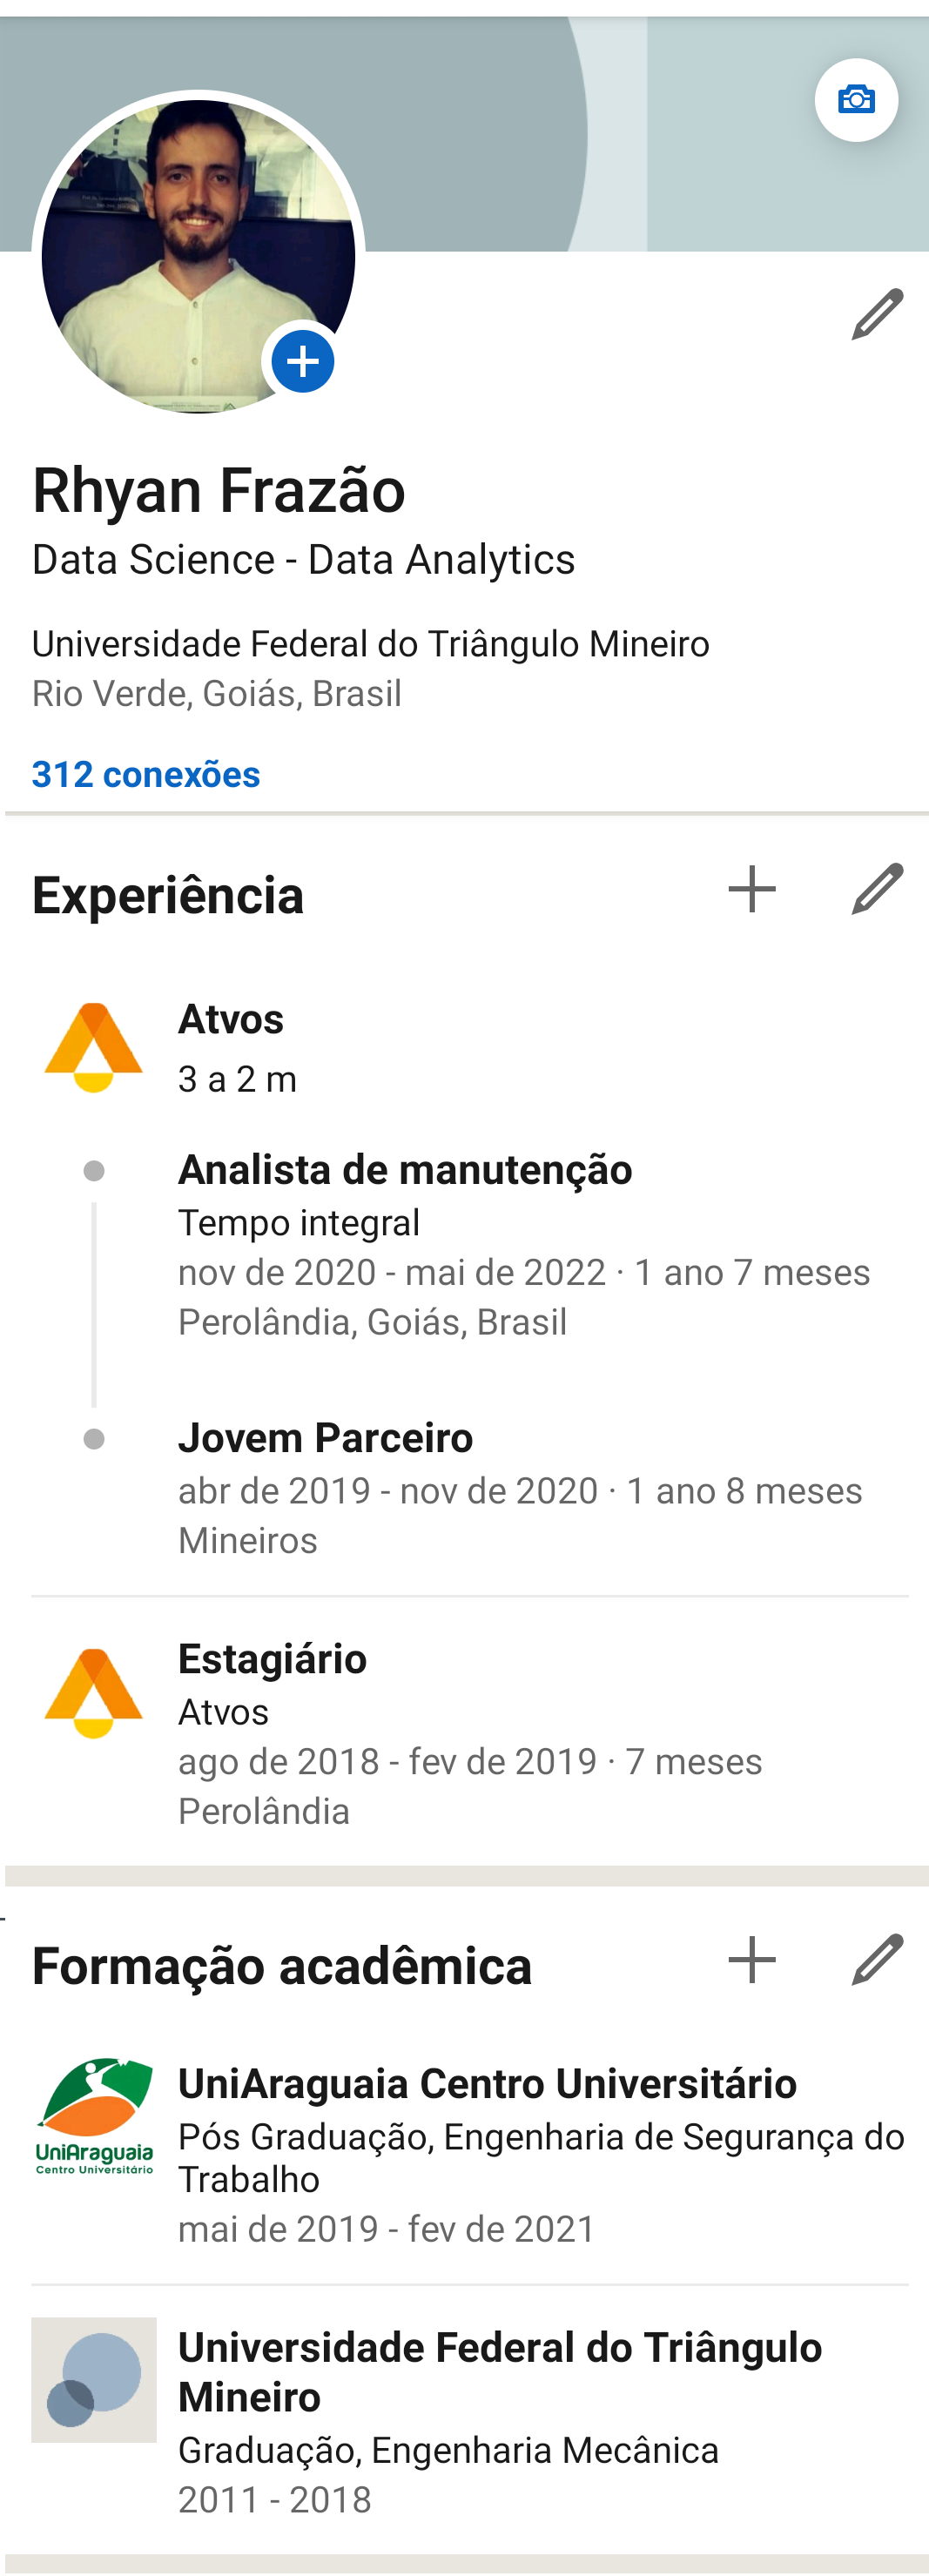 Rhyan Frazão
Data Science - Data Analytics
Universidade Federal do Triângulo Mineiro
Rio Verde, Goiás, Brasil
312 conexões
Experiência
Atvos
3 a 2 m
Analista de manutenção
Tempo integral
nov de 2020 - mai de 2022 · 1 ano 7 meses
Perolândia, Goiás, Brasil
Jovem Parceiro
abr de 2019 - nov de 2020 · 1 ano 8 meses
Mineiros
Estagiário
Atvos
ago de 2018 - fev de 2019 · 7 meses
Perolândia
Formação acadêmica
UniAraguaia
Centro Universitário
UniAraguaia Centro Universitário
Pós Graduação, Engenharia de Segurança do
Trabalho
mai de 2019 - fev de 2021
Universidade Federal do Triângulo
Mineiro
Graduação, Engenharia Mecânica
2011 - 2018